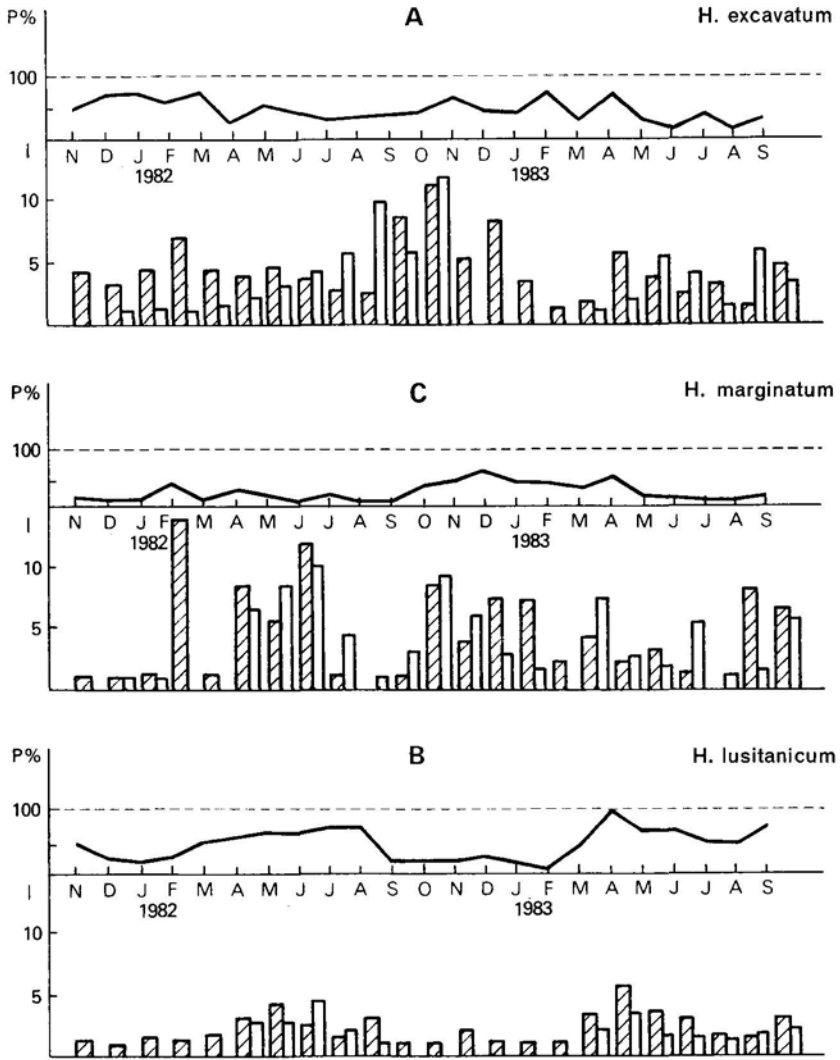 P% A H. excavatum
100
N D J F M A M J J A S O N D J F M A M J J A S
I 1982 1983
10
5
P% C H. marginatum
100
N D J F M A M J J A S O N D J F M A M J J A S
I 1982 1983
10
5
P% B H. lusitanicum
100
N D J F M A M J J A S O N D J F M A M J J A S
I 1982 1983
10
5